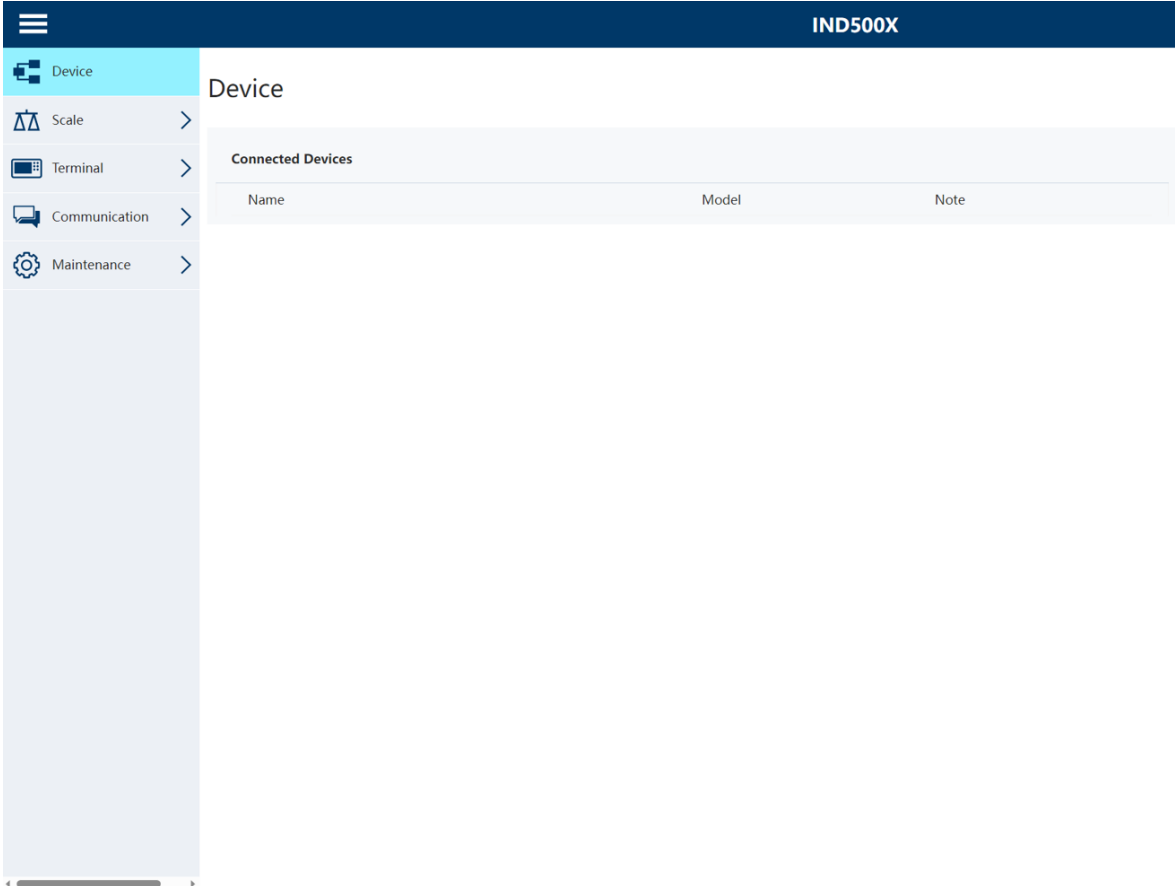 IND500X
Device
Scale
Terminal
Communication
Maintenance
Device
Connected Devices
Name Model Note